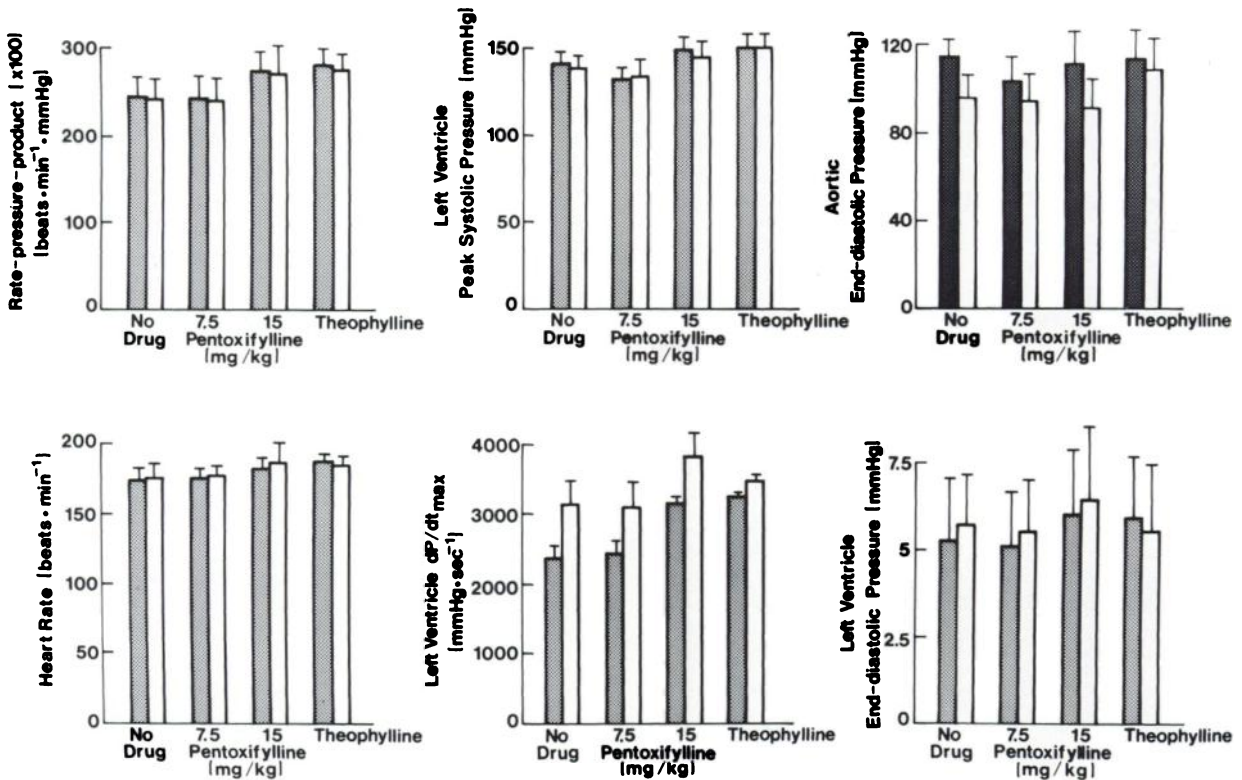 Rate-pressure-product (x100)
(beats•min⁻¹•mmHg)
300
200
200
100
0
No
Drug
7.5
15
Pentoxifylline
(mg/kg)
Theophylline
Left Ventricle
Peak Systolic Pressure (mmHg)
150
100
50
0
No
Drug
7.5
15
Pentoxifylline
(mg/kg)
Theophylline
Aortic
End-diastolic Pressure (mmHg)
120
80
40
0
No
Drug
7.5
15
Pentoxifylline
(mg/kg)
Theophylline
Heart Rate (beats•min⁻¹)
200
150
100
50
0
No
Drug
7.5
15
Pentoxifylline
(mg/kg)
Theophylline
Left Ventricle dP/dt max
(mmHg•sec⁻¹)
4000
3000
2000
1000
0
No
Drug
7.5
15
Pentoxifylline
(mg/kg)
Theophylline
Left Ventricle
End-diastolic Pressure (mmHg)
7.5
5
2.5
0
No
Drug
7.5
15
Pentoxifylline
(mg/kg)
Theophylline